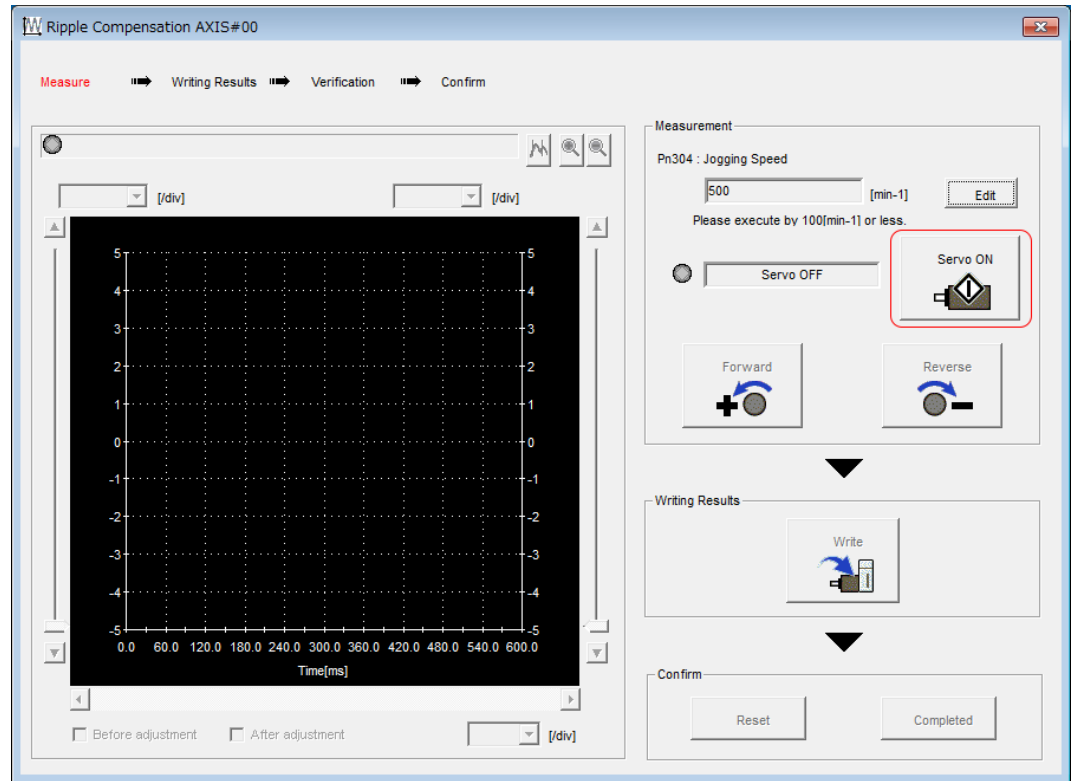 Ripple Compensation AXIS#00
Measure Writing Results Verification Confirm
[/div] [/div]
5 5
4 4
3 3
2 2
1 1
0 0
-1 -1
-2 -2
-3 -3
-4 -4
-5 -5
0.0 60.0 120.0 180.0 240.0 300.0 360.0 420.0 480.0 540.0 600.0
Time[ms]
Before adjustment After adjustment [/div]
Measurement
Pn304 : Jogging Speed
500 [min-1] Edit
Please execute by 100[min-1] or less.
Servo OFF Servo ON
Forward Reverse
Writing Results
Write
Confirm
Reset Completed